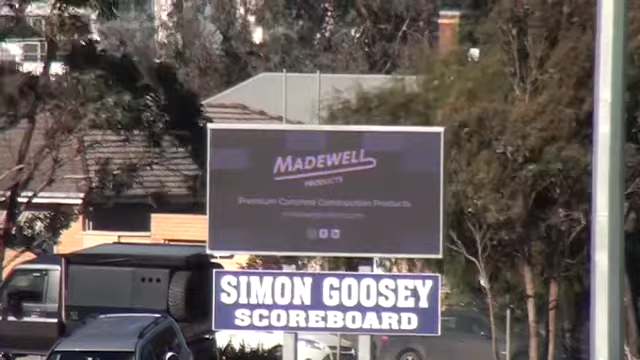 MADEWELL
PRODUCTS
Premium Concrete Construction Products
SIMON GOOSEY
SCOREBOARD